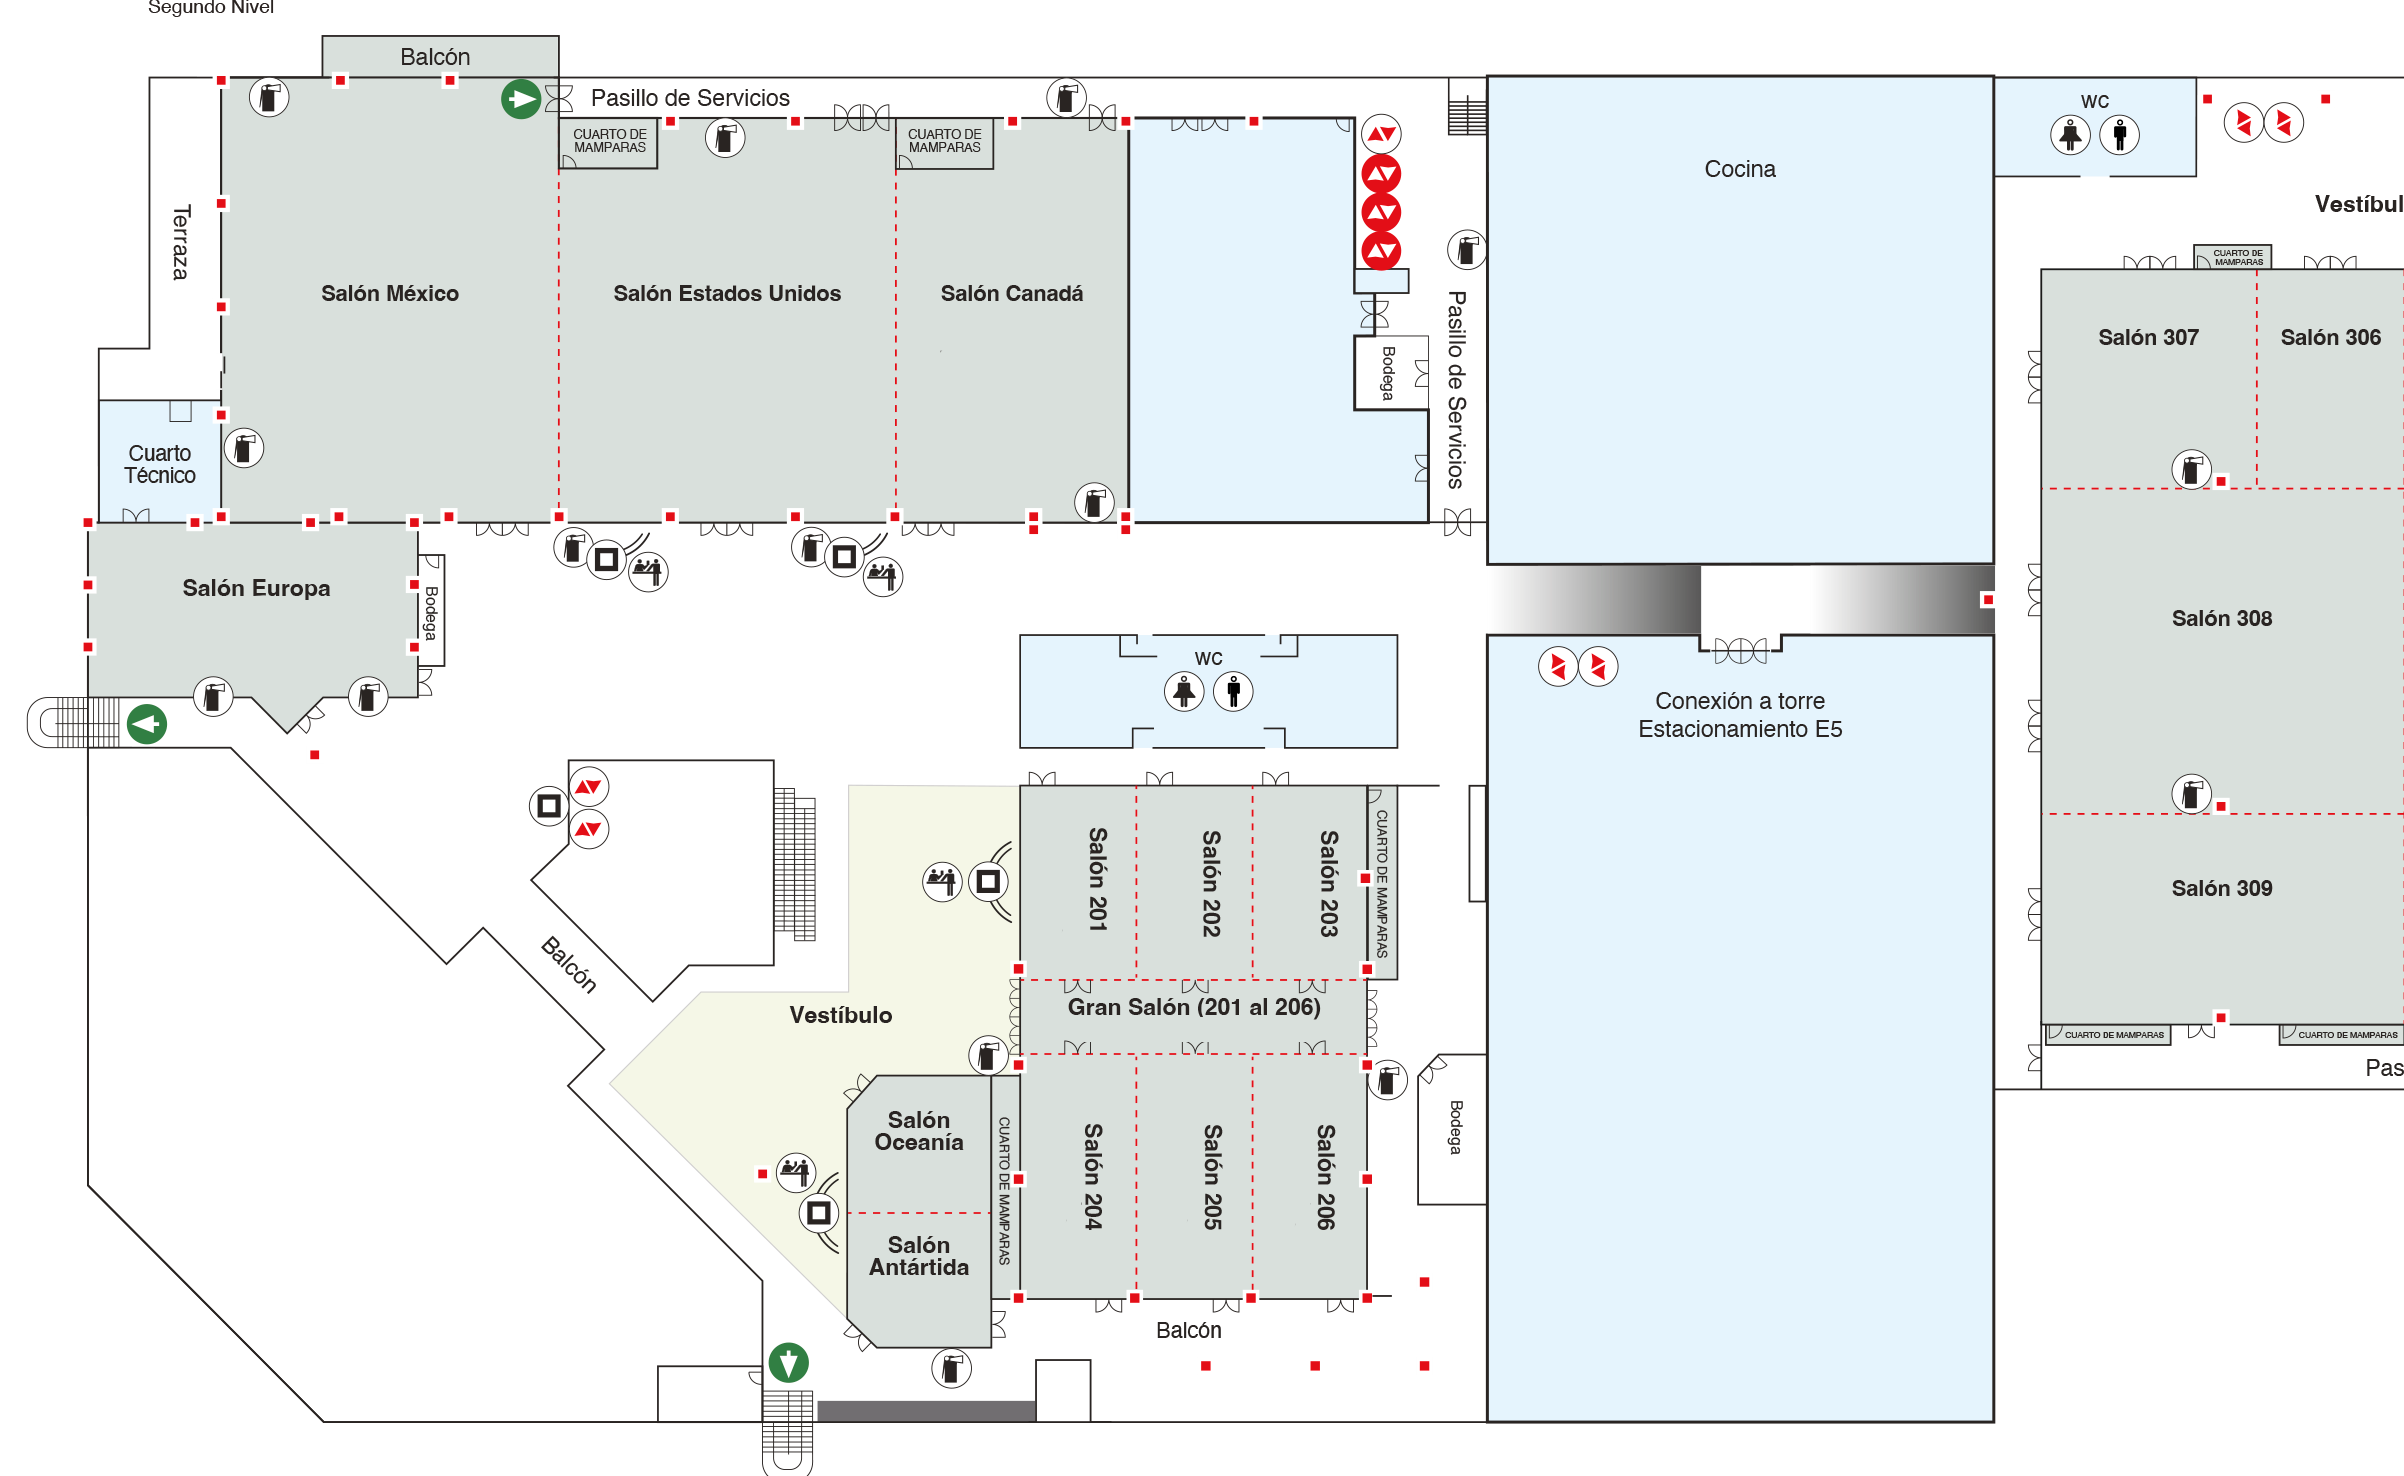 Segundo Nivel
Balcón
Pasillo de Servicios
CUARTO DE
MAMPARAS
CUARTO DE
MAMPARAS
Terraza
Salón México
Salón Estados Unidos
Salón Canadá
Bodega
Pasillo de Servicios
Cocina
WC
Vestíbul
CUARTO DE
MAMPARAS
Salón 307
Salón 306
Cuarto
Técnico
Salón Europa
Bodega
WC
Conexión a torre
Estacionamiento E5
Salón 308
Salón 201
Salón 202
Salón 203
CUARTO DE MAMPARAS
Salón 309
Balcón
Vestíbulo
Gran Salón (201 al 206)
CUARTO DE MAMPARAS
CUARTO DE MAMPARAS
Pas
Salón
Oceanía
CUARTO DE MAMPARAS
Salón 204
Salón 205
Salón 206
Bodega
Salón
Antártida
Balcón